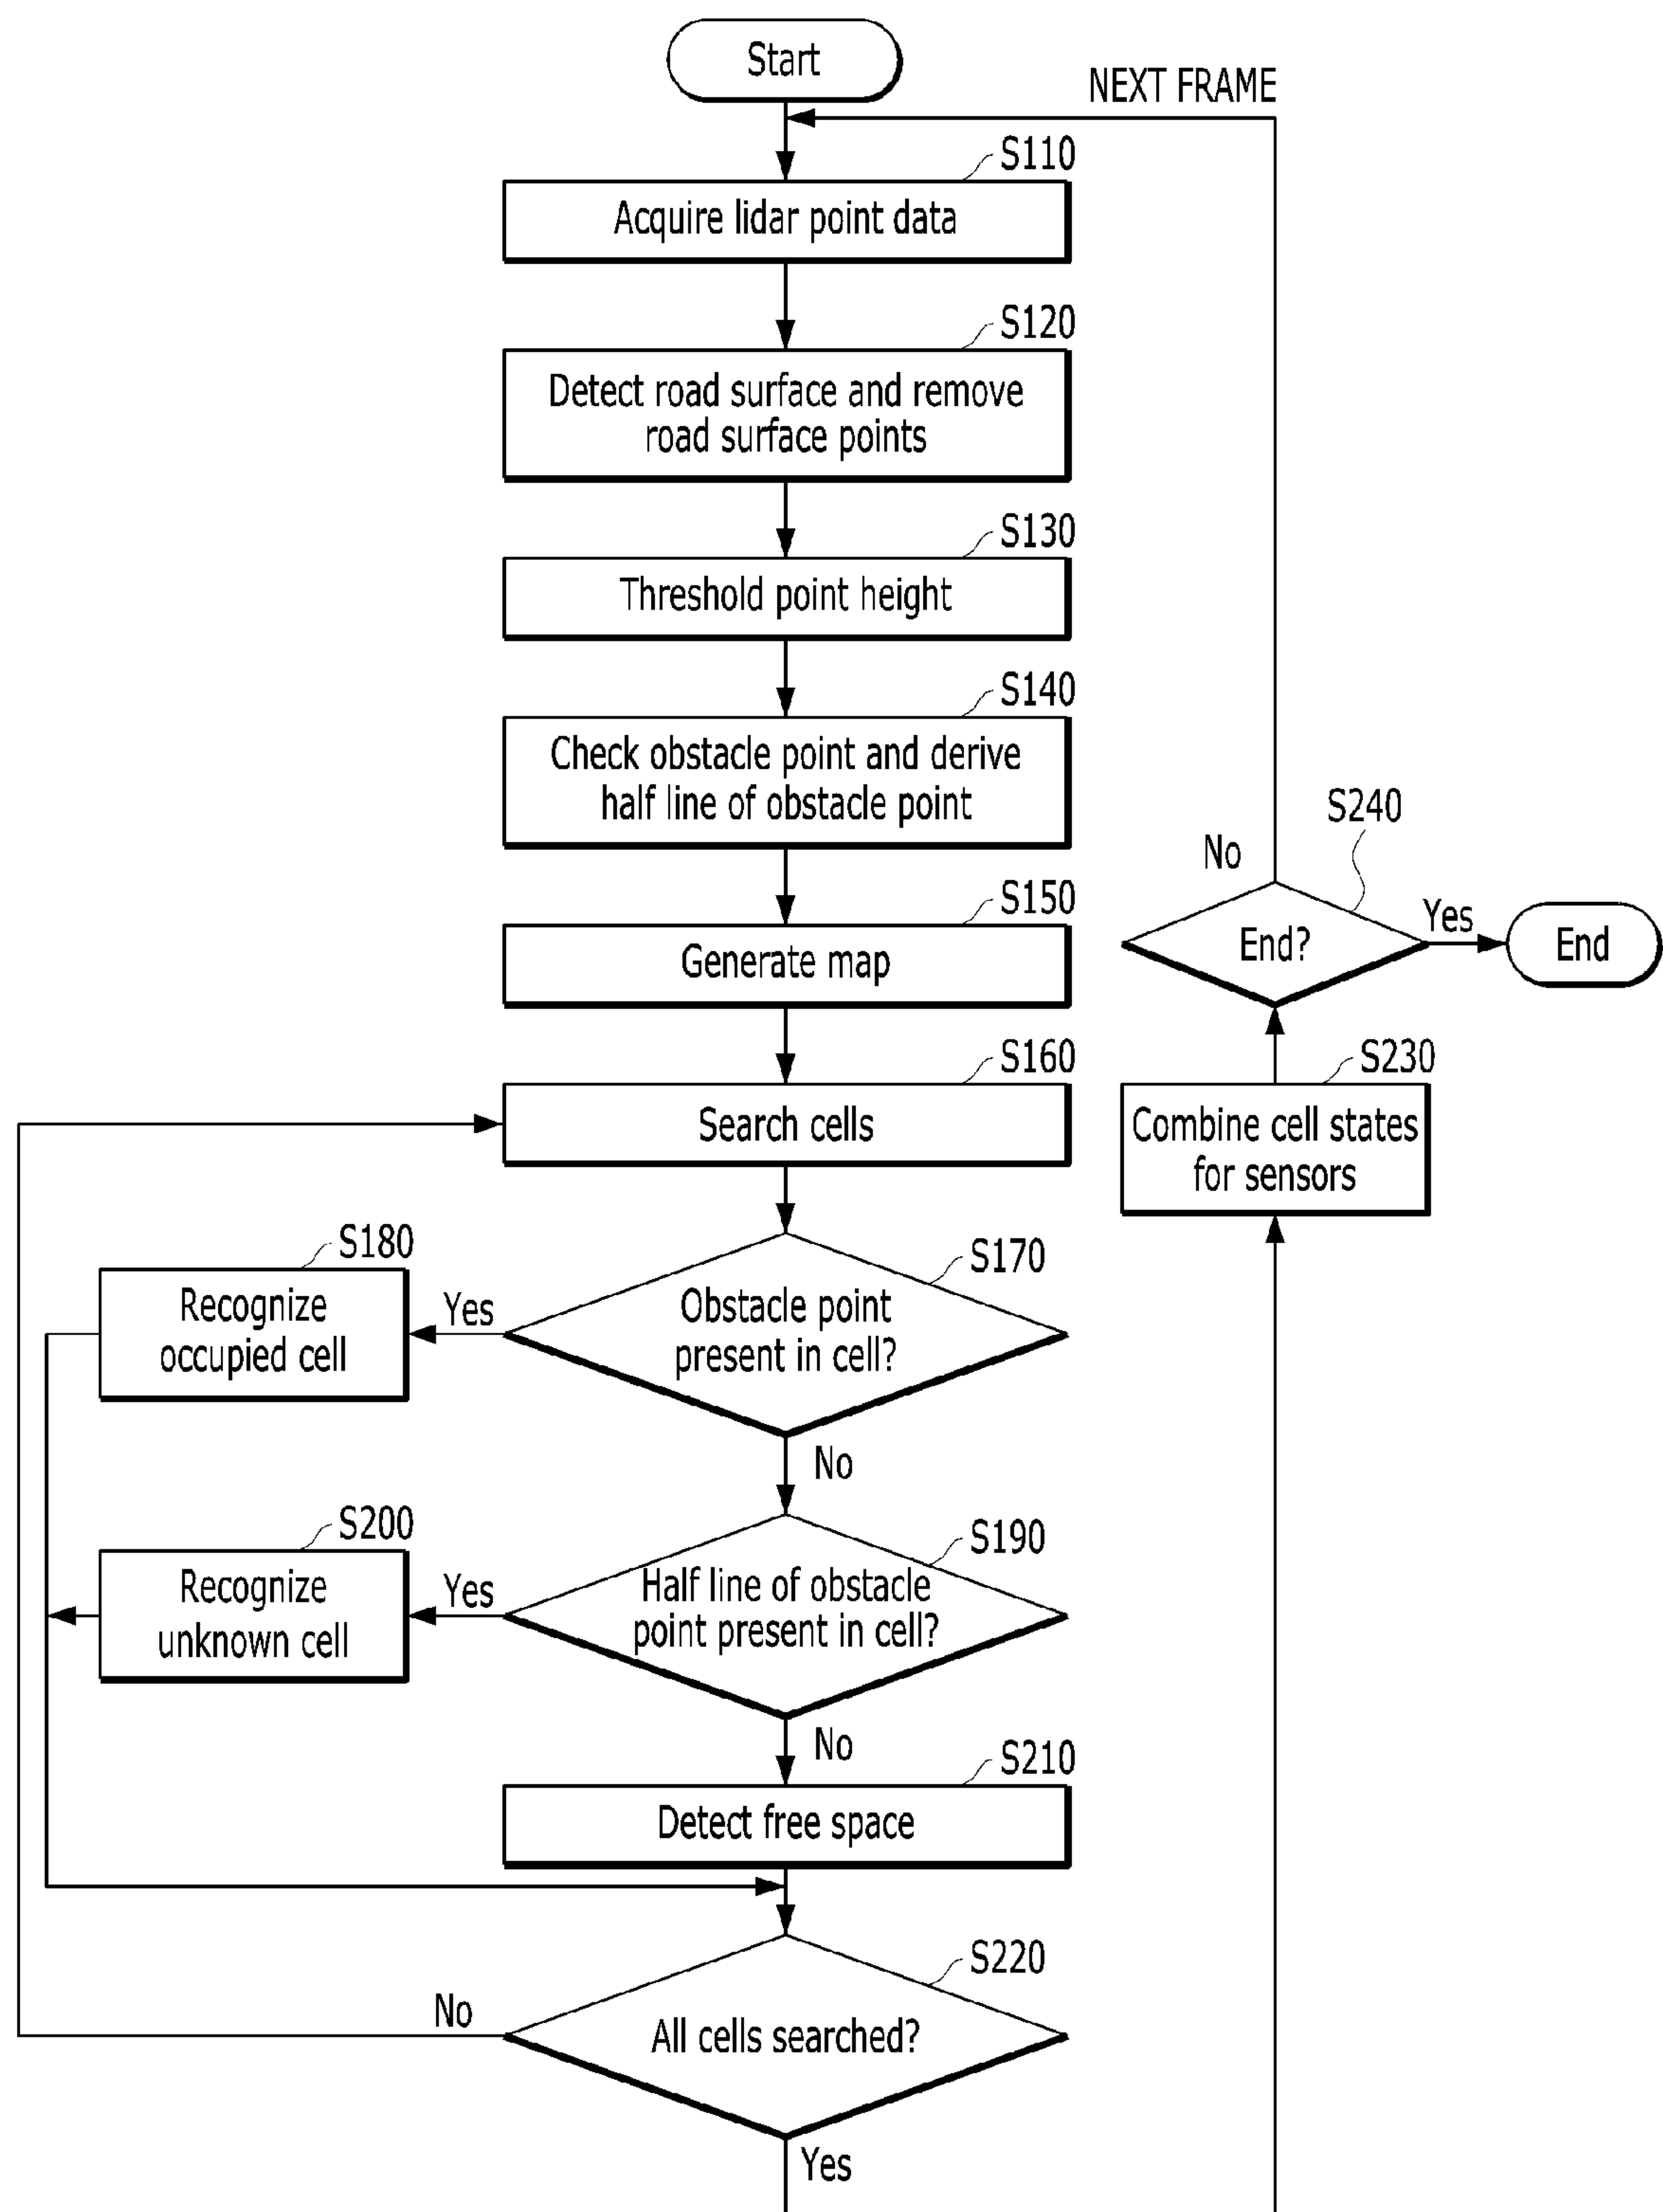 Start
NEXT FRAME
S110
Acquire lidar point data
S120
Detect road surface and remove
road surface points
S130
Threshold point height
S140
Check obstacle point and derive
half line of obstacle point
S150
Generate map
S160
Search cells
S170
Obstacle point
present in cell?
Yes
S180
Recognize
occupied cell
No
S190
Half line of obstacle
point present in cell?
Yes
S200
Recognize
unknown cell
No
S210
Detect free space
S220
All cells searched?
No
Yes
S230
Combine cell states
for sensors
S240
End?
No
Yes
End